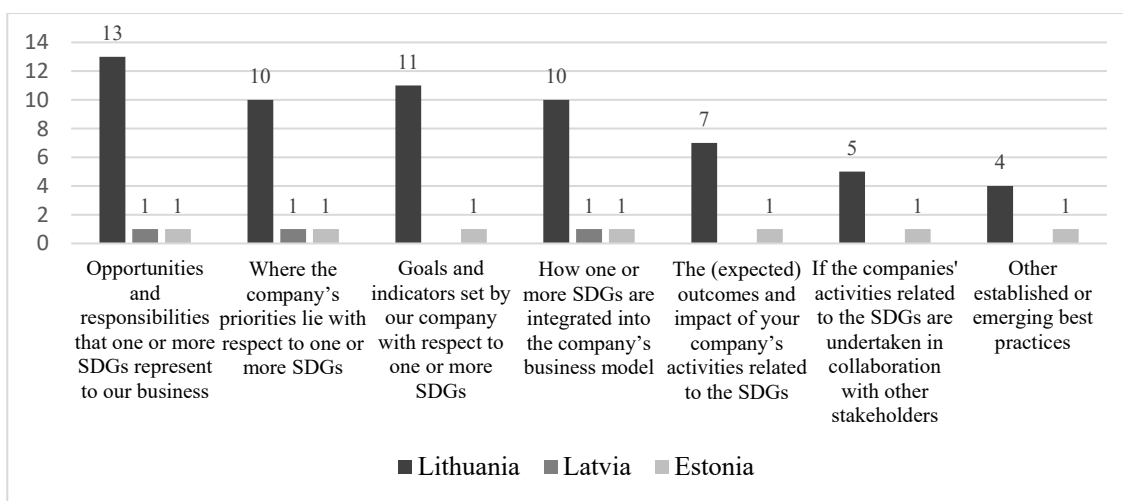 14
12
10
8
6
4
2
0
13
1
1
10
1
1
11
1
10
1
1
7
1
5
1
4
1
Opportunities
and
responsibilities
that one or more
SDGs represent
to our business
Where the
company’s
priorities lie with
respect to one or
more SDGs
Goals and
indicators set by
our company
with respect to
one or more
SDGs
How one or
more SDGs are
integrated into
the company’s
business model
The (expected)
outcomes and
impact of your
company’s
activities related
to the SDGs
If the companies'
activities related
to the SDGs are
undertaken in
collaboration
with other
stakeholders
Other
established or
emerging best
practices
Lithuania Latvia Estonia